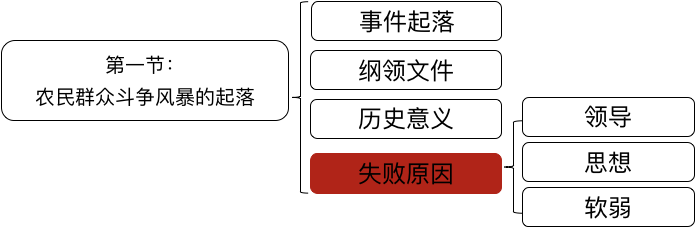 第一节：
农民群众斗争风暴的起落
事件起落
纲领文件
历史意义
失败原因
领导
思想
软弱